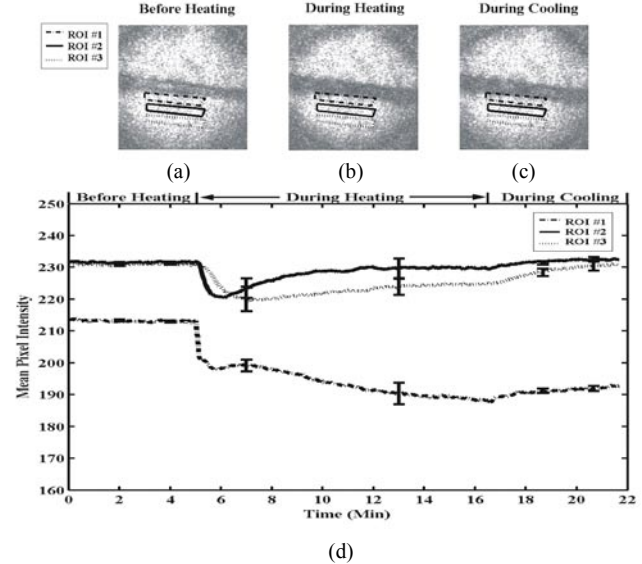 Before Heating During Heating During Cooling
ROI #1
ROI #2
ROI #3
(a) (b) (c)
Before Heating During Heating During Cooling
250
240
230
220
210
200
190
180
170
160
Mean Pixel Intensity
ROI #1
ROI #2
ROI #3
0 2 4 6 8 10 12 14 16 18 20 22
Time (Min)
(d)